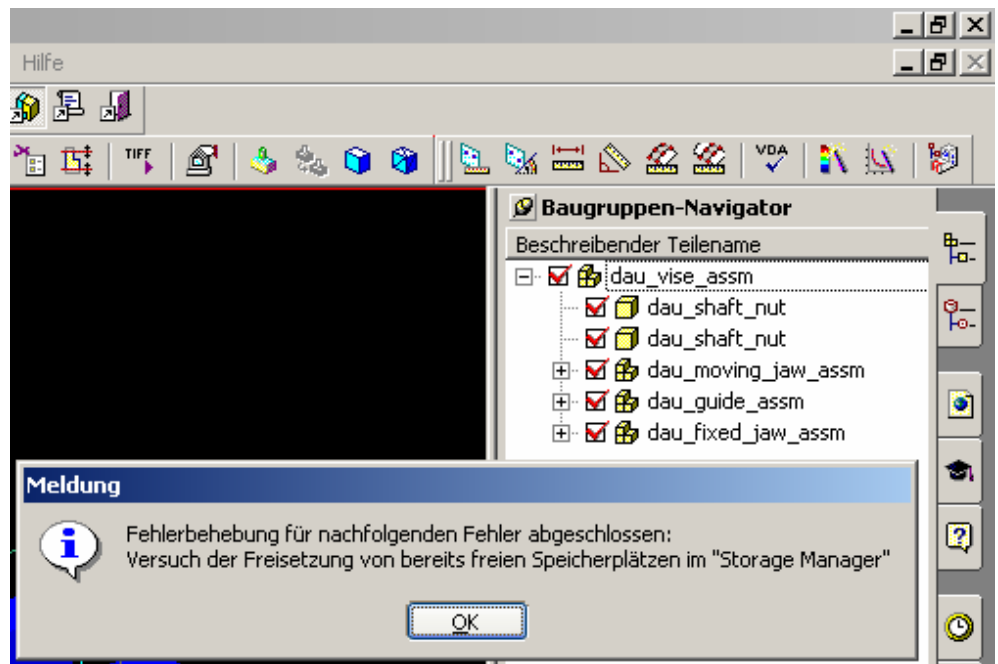 Hilfe
TIFF
VDA
Baugruppen-Navigator
Beschreibender Teilename
dau_vise_assm
dau_shaft_nut
dau_shaft_nut
dau_moving_jaw_assm
dau_guide_assm
dau_fixed_jaw_assm
Meldung
Fehlerbehebung für nachfolgenden Fehler abgeschlossen:
Versuch der Freisetzung von bereits freien Speicherplätzen im "Storage Manager"
OK